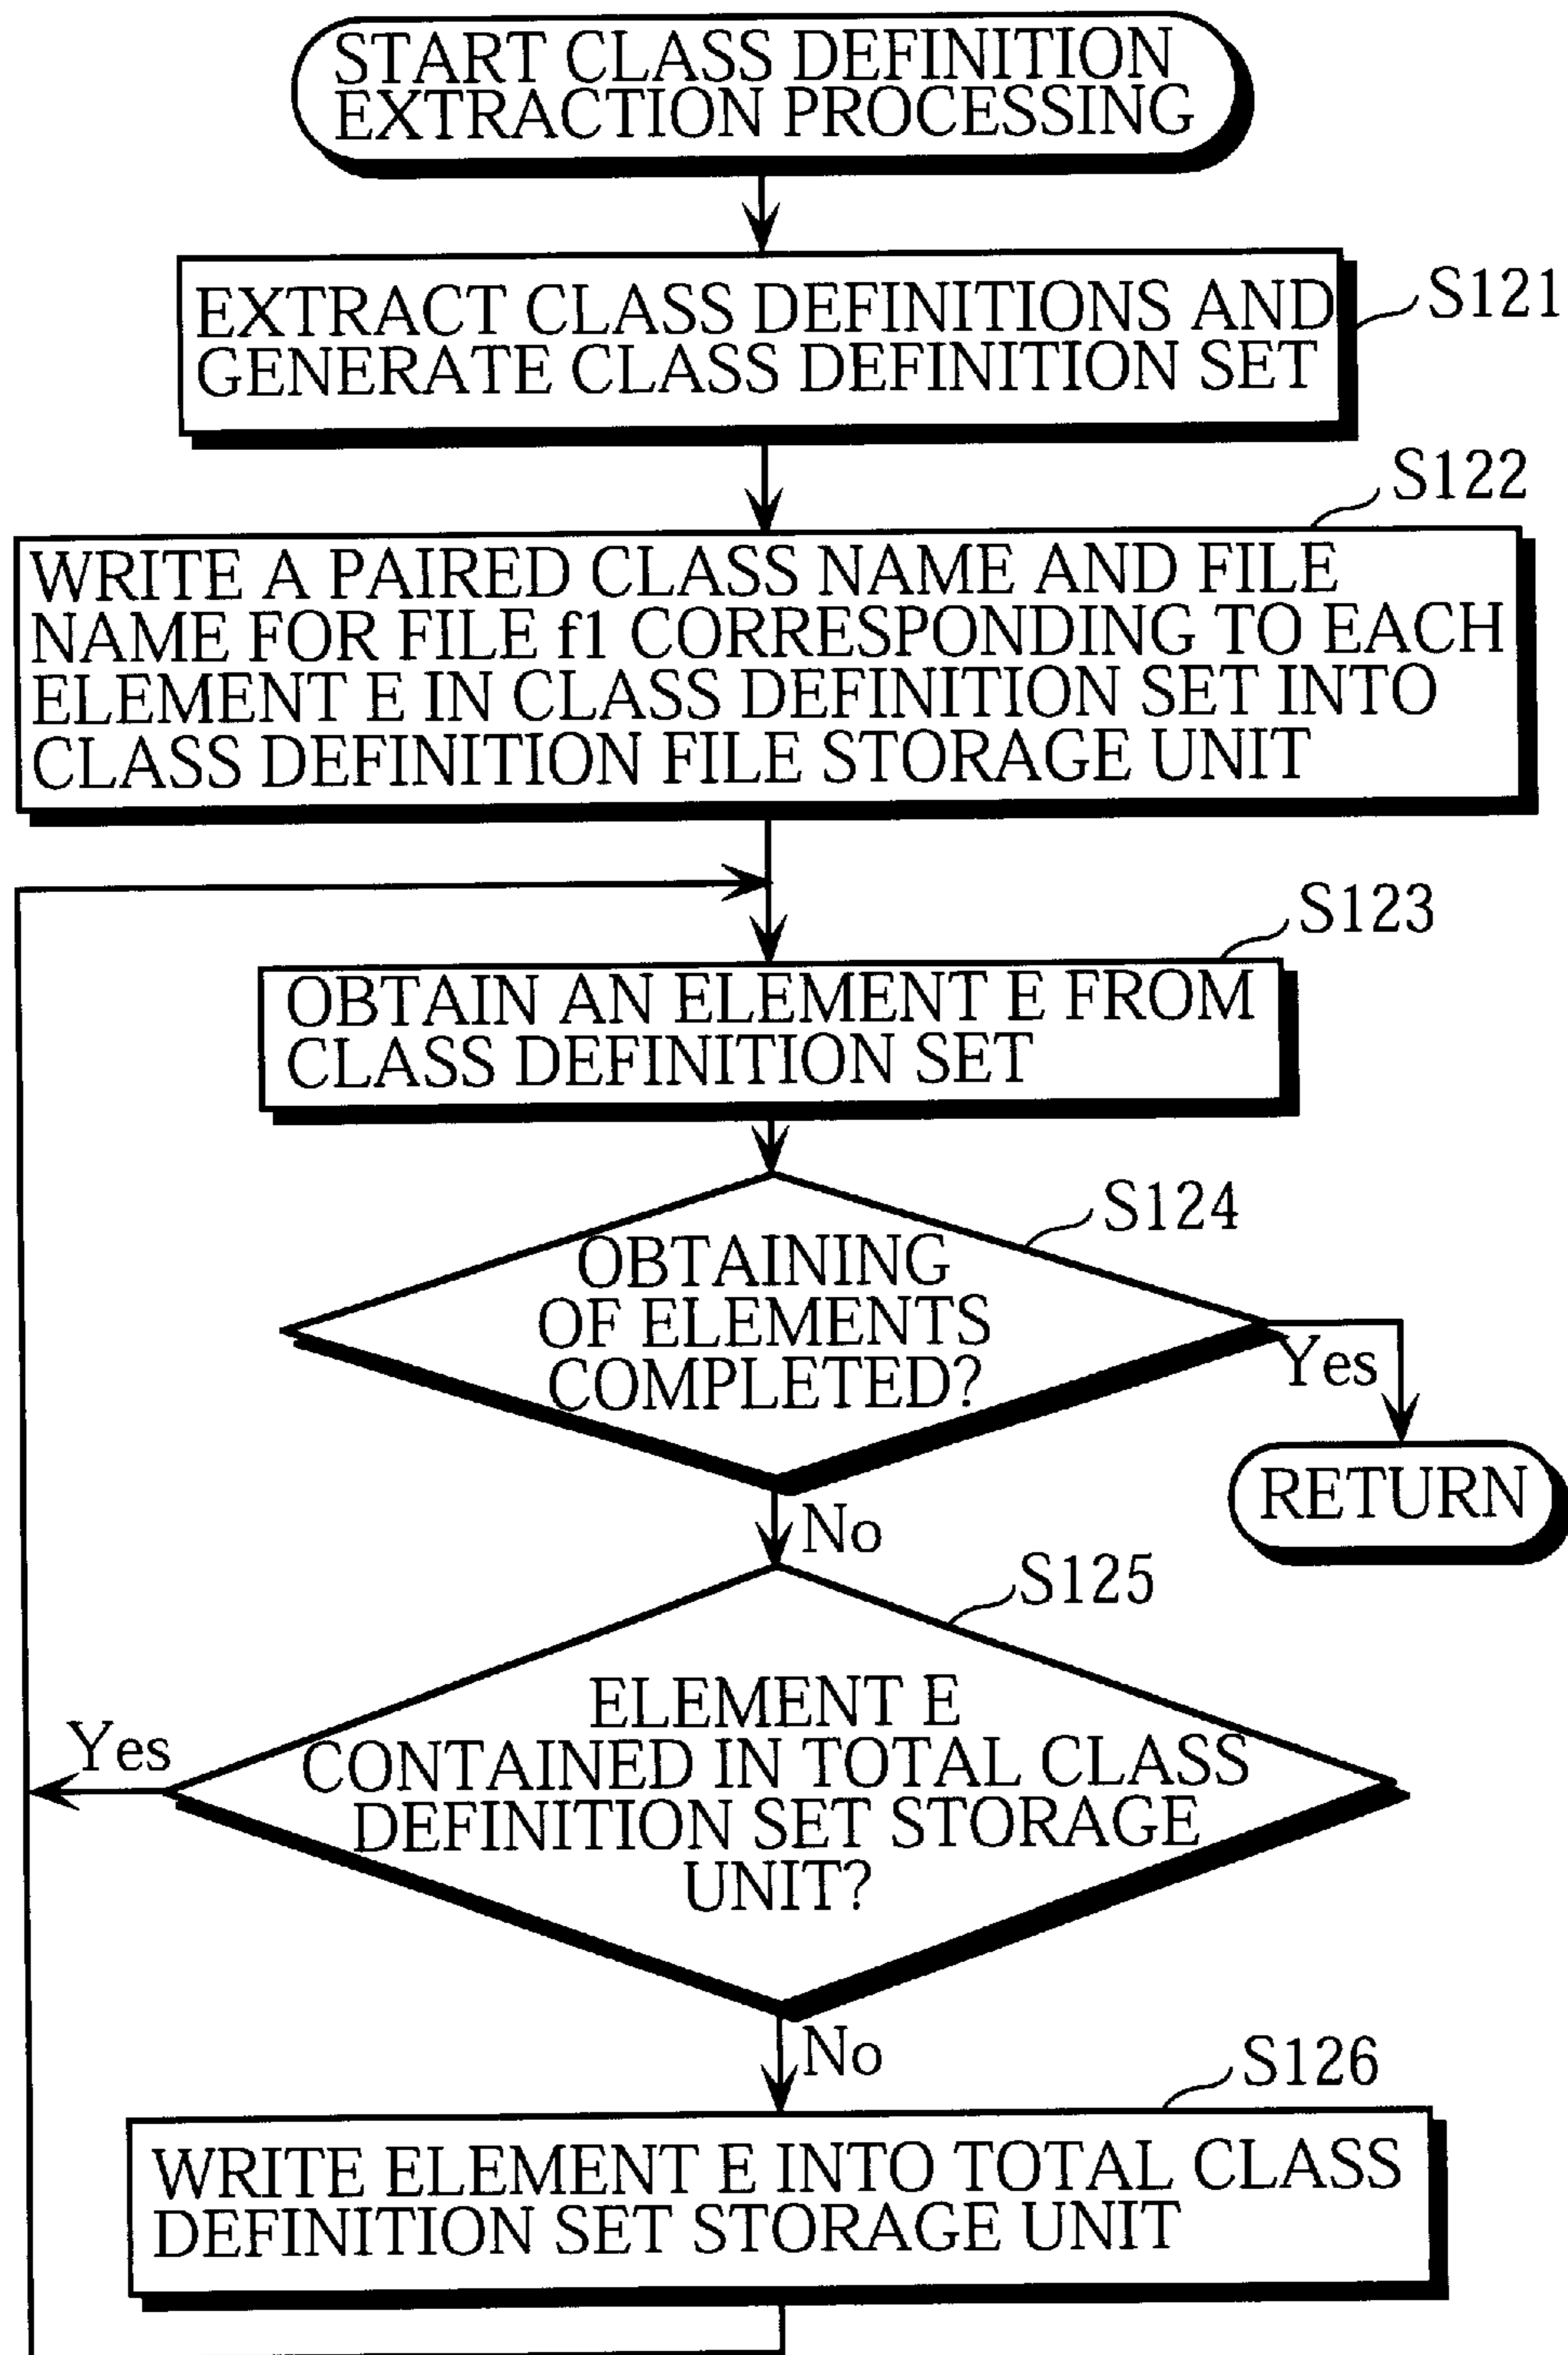 START CLASS DEFINITION
EXTRACTION PROCESSING
EXTRACT CLASS DEFINITIONS AND
GENERATE CLASS DEFINITION SET
S121
S122
WRITE A PAIRED CLASS NAME AND FILE
NAME FOR FILE f1 CORRESPONDING TO EACH
ELEMENT E IN CLASS DEFINITION SET INTO
CLASS DEFINITION FILE STORAGE UNIT
S123
OBTAIN AN ELEMENT E FROM
CLASS DEFINITION SET
S124
OBTAINING
OF ELEMENTS
COMPLETED?
Yes
RETURN
No
S125
ELEMENT E
CONTAINED IN TOTAL CLASS
DEFINITION SET STORAGE
UNIT?
Yes
No
S126
WRITE ELEMENT E INTO TOTAL CLASS
DEFINITION SET STORAGE UNIT